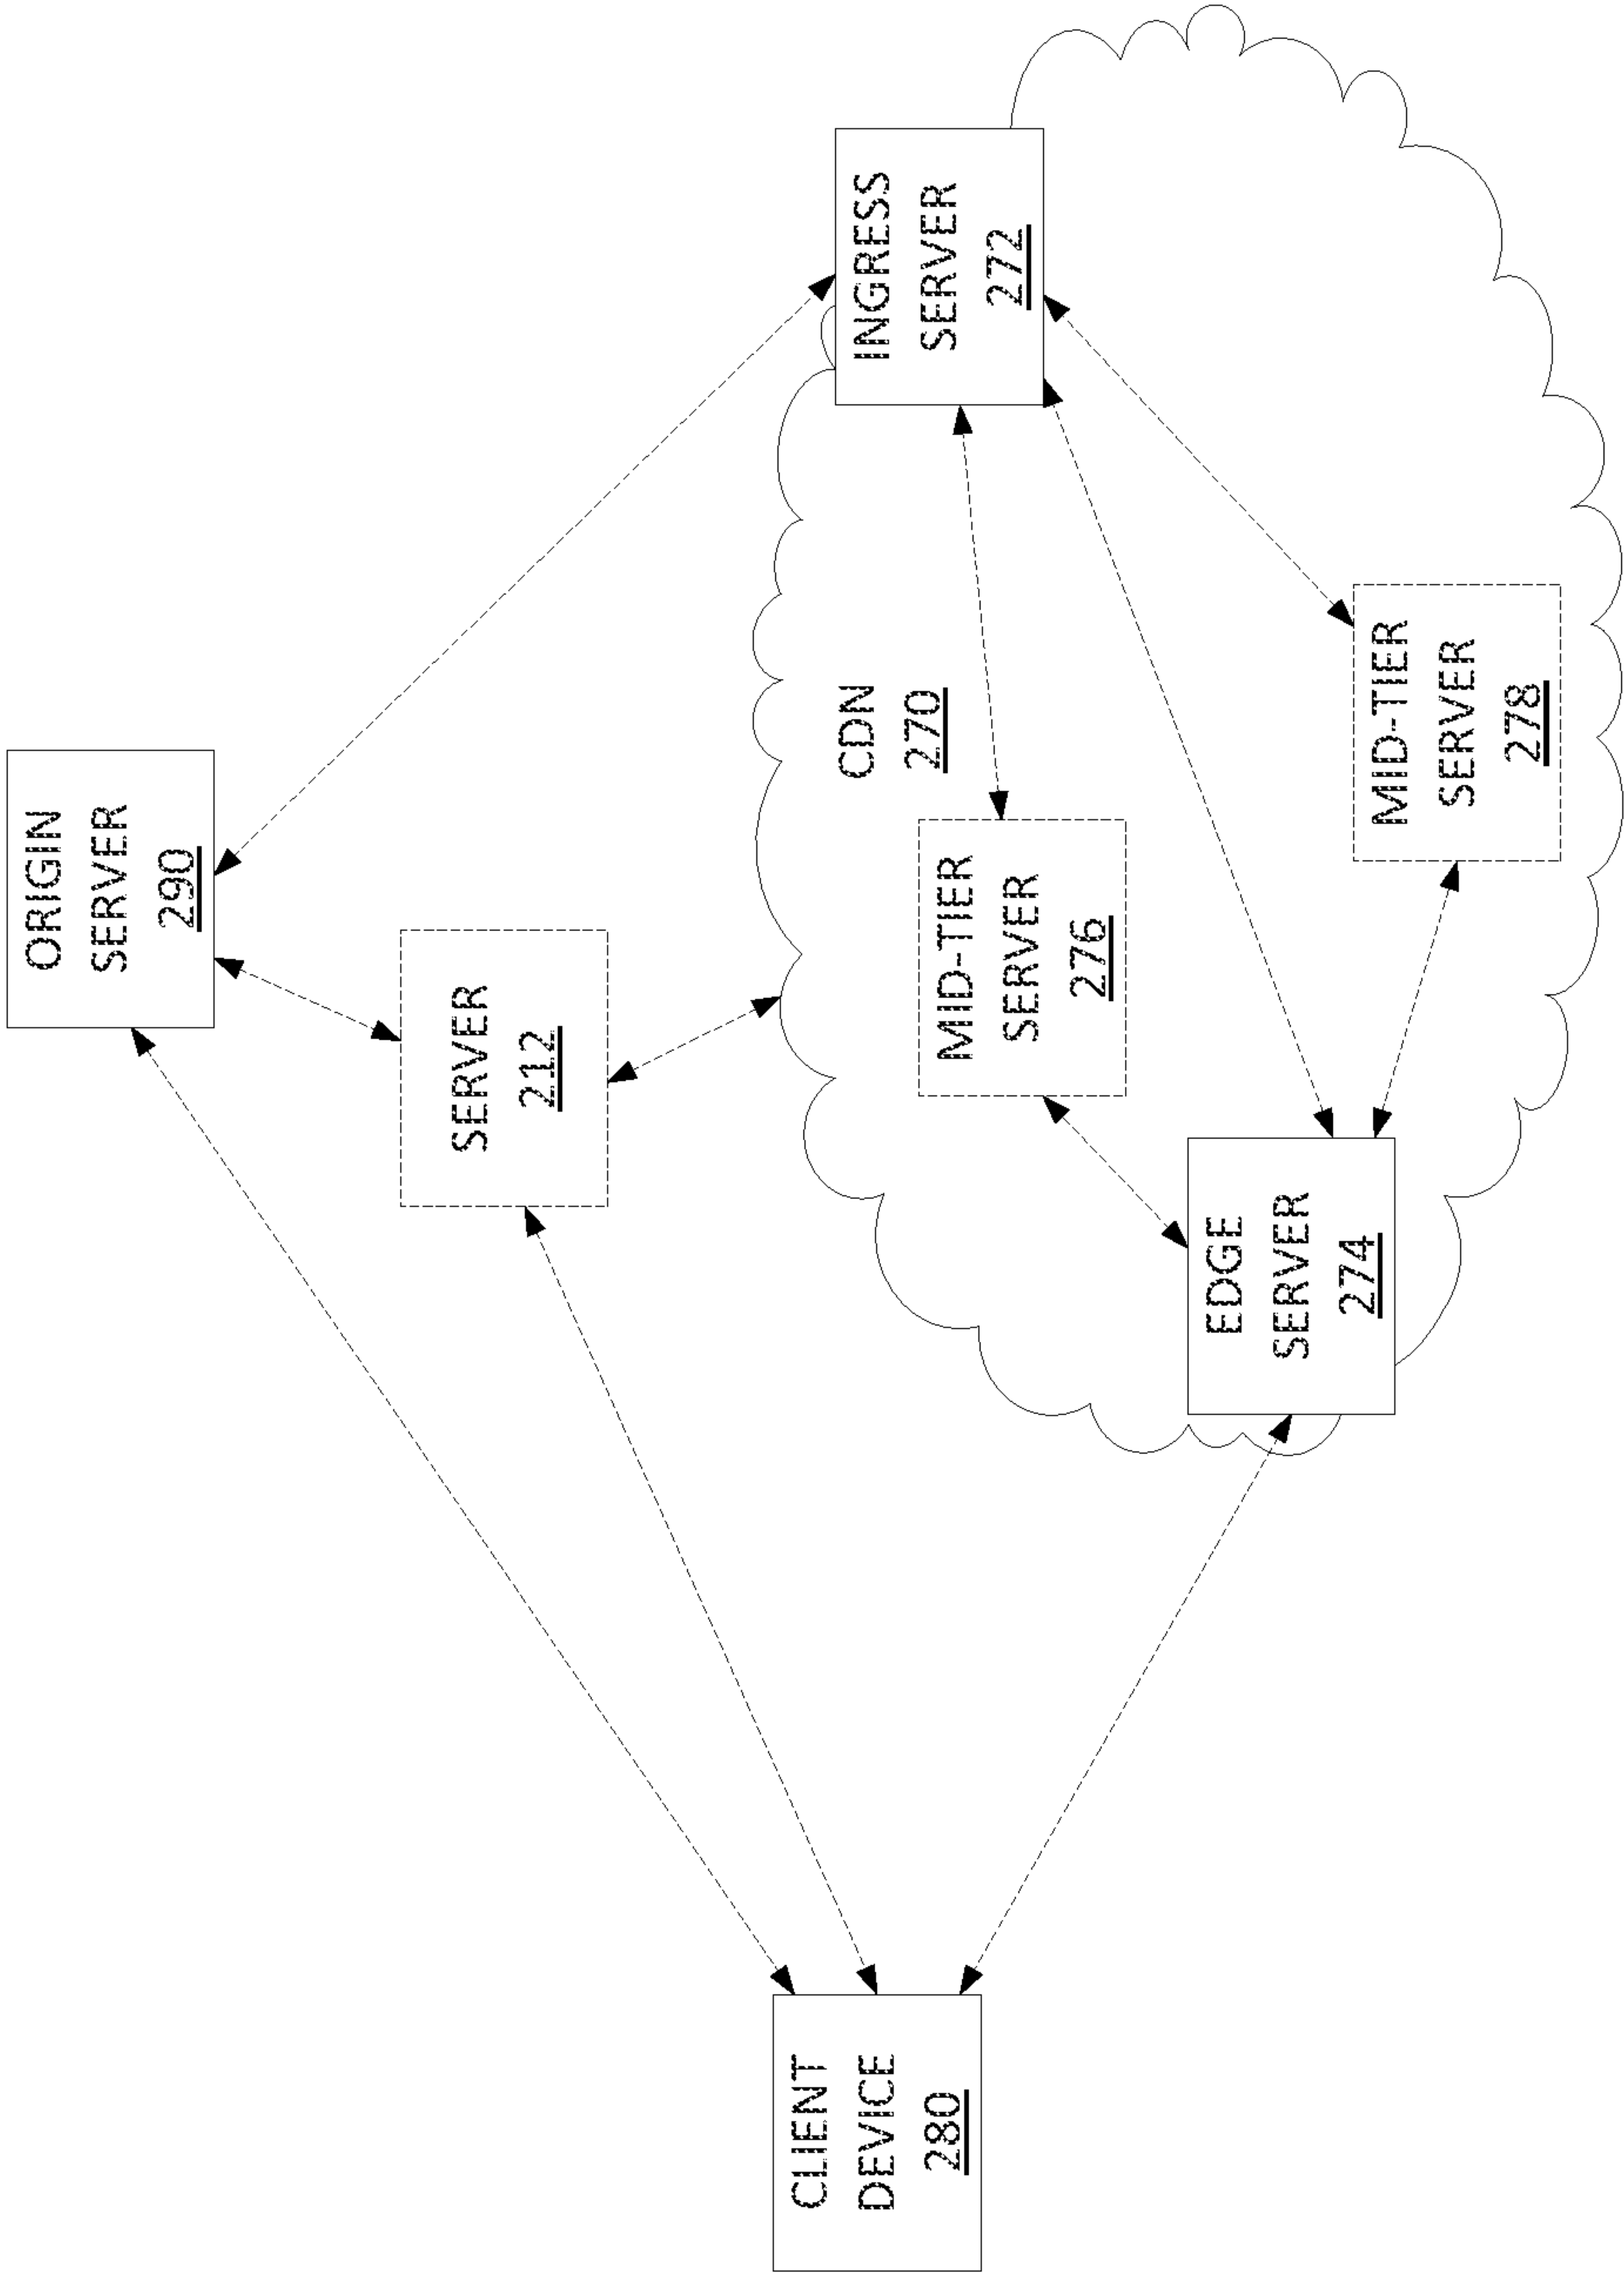 ORIGIN
SERVER
290
SERVER
212
CLIENT
DEVICE
280
CDN
270
INGRESS
SERVER
272
MID-TIER
SERVER
276
EDGE
SERVER
274
MID-TIER
SERVER
278